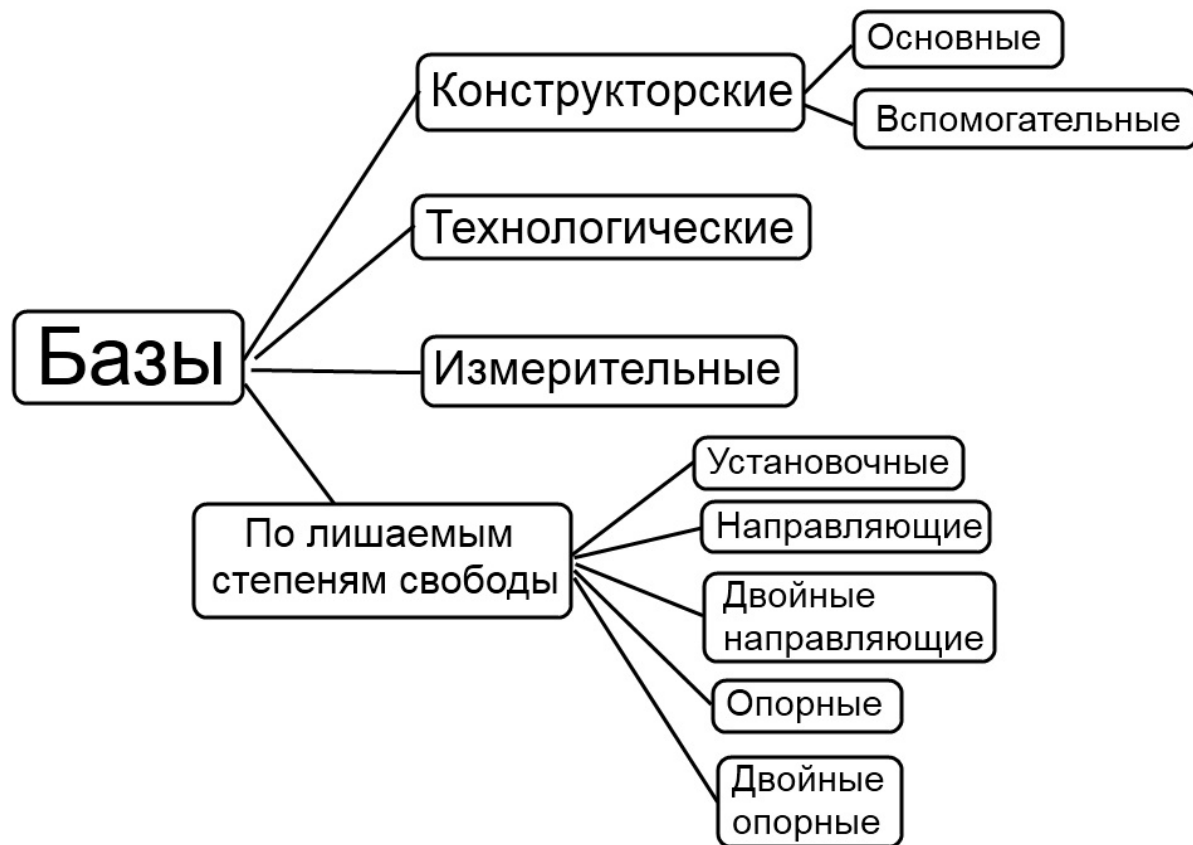 Базы
Конструкторские
Основные
Вспомогательные
Технологические
Измерительные
По лишаемым
степеням свободы
Установочные
Направляющие
Двойные
направляющие
Опорные
Двойные
опорные